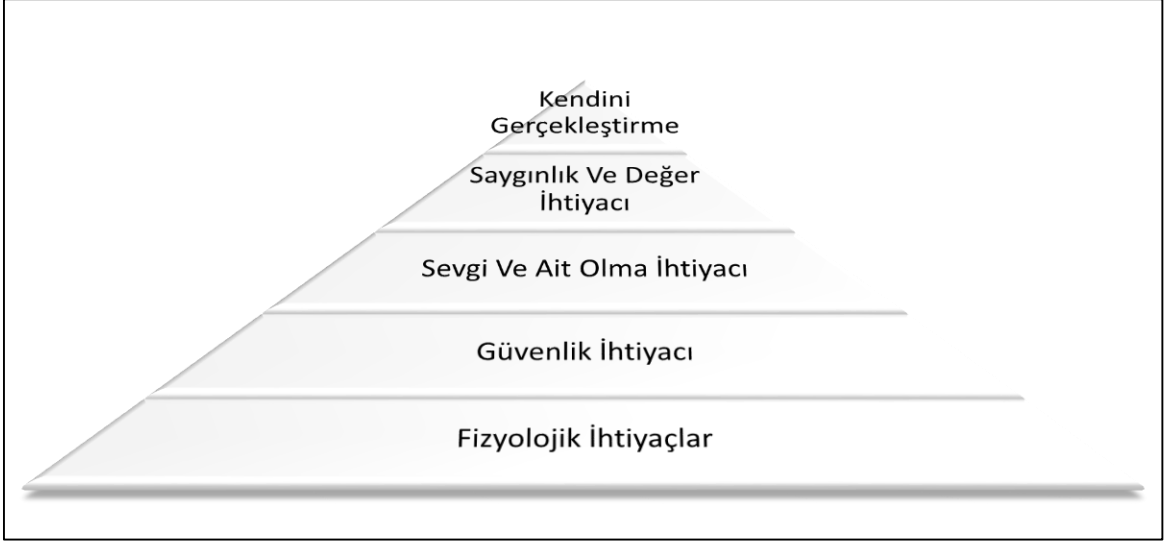 Kendini
Gerçekleştirme
Saygınlık Ve Değer
İhtiyacı
Sevgi Ve Ait Olma İhtiyacı
Güvenlik İhtiyacı
Fizyolojik İhtiyaçlar